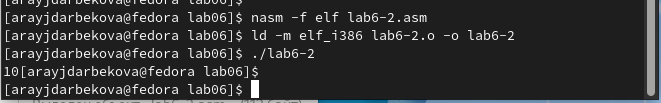 [arayjdarbekova@fedora lab06]$ nasm -f elf lab6-2.asm
[arayjdarbekova@fedora lab06]$ ld -m elf_i386 lab6-2.o -o lab6-2
[arayjdarbekova@fedora lab06]$ ./lab6-2
10[arayjdarbekova@fedora lab06]$
[arayjdarbekova@fedora lab06]$